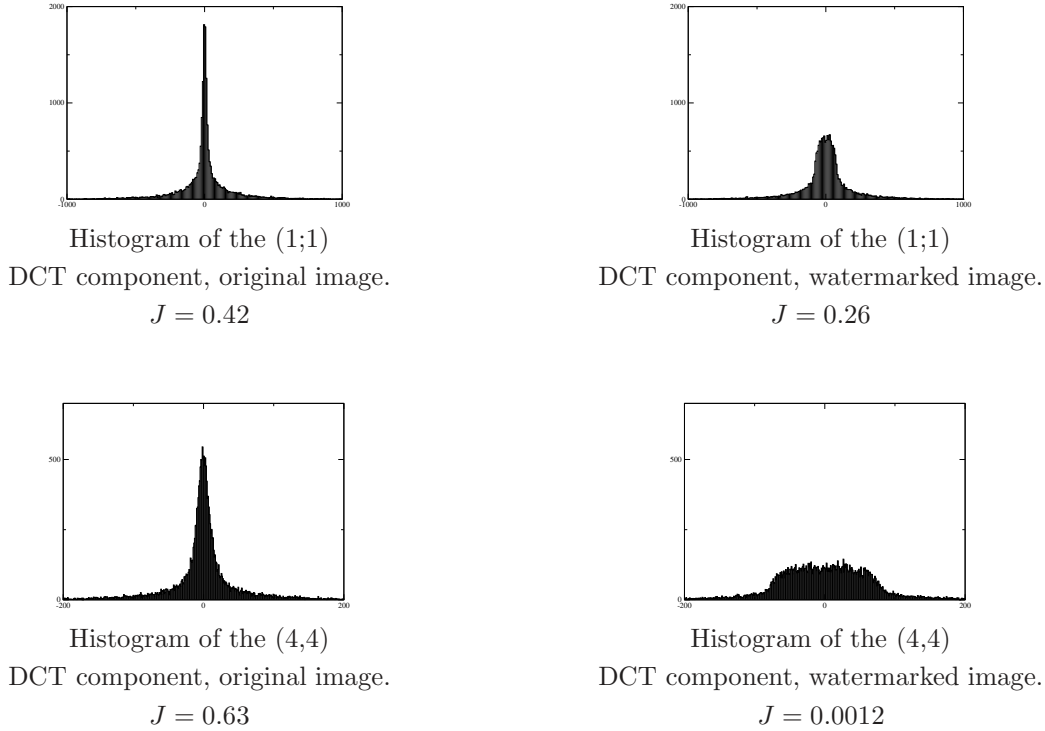 2000
1000
0
-1000 0 1000
Histogram of the (1;1)
DCT component, original image.
J = 0.42
2000
1000
0
-1000 0 1000
Histogram of the (1;1)
DCT component, watermarked image.
J = 0.26
500
0
-200 0 200
Histogram of the (4,4)
DCT component, original image.
J = 0.63
500
0
-200 0 200
Histogram of the (4,4)
DCT component, watermarked image.
J = 0.0012